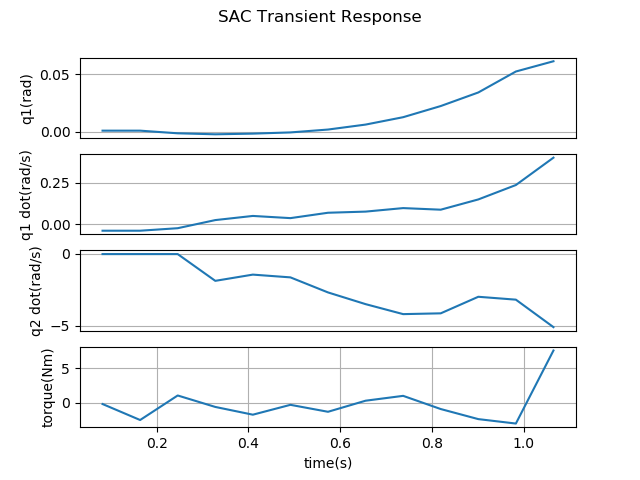 SAC Transient Response
0.05
0.00
q1(rad)
0.25
0.00
q1 dot(rad/s)
0
−5
q2 dot(rad/s)
5
0
torque(Nm)
0.2 0.4 0.6 0.8 1.0
time(s)